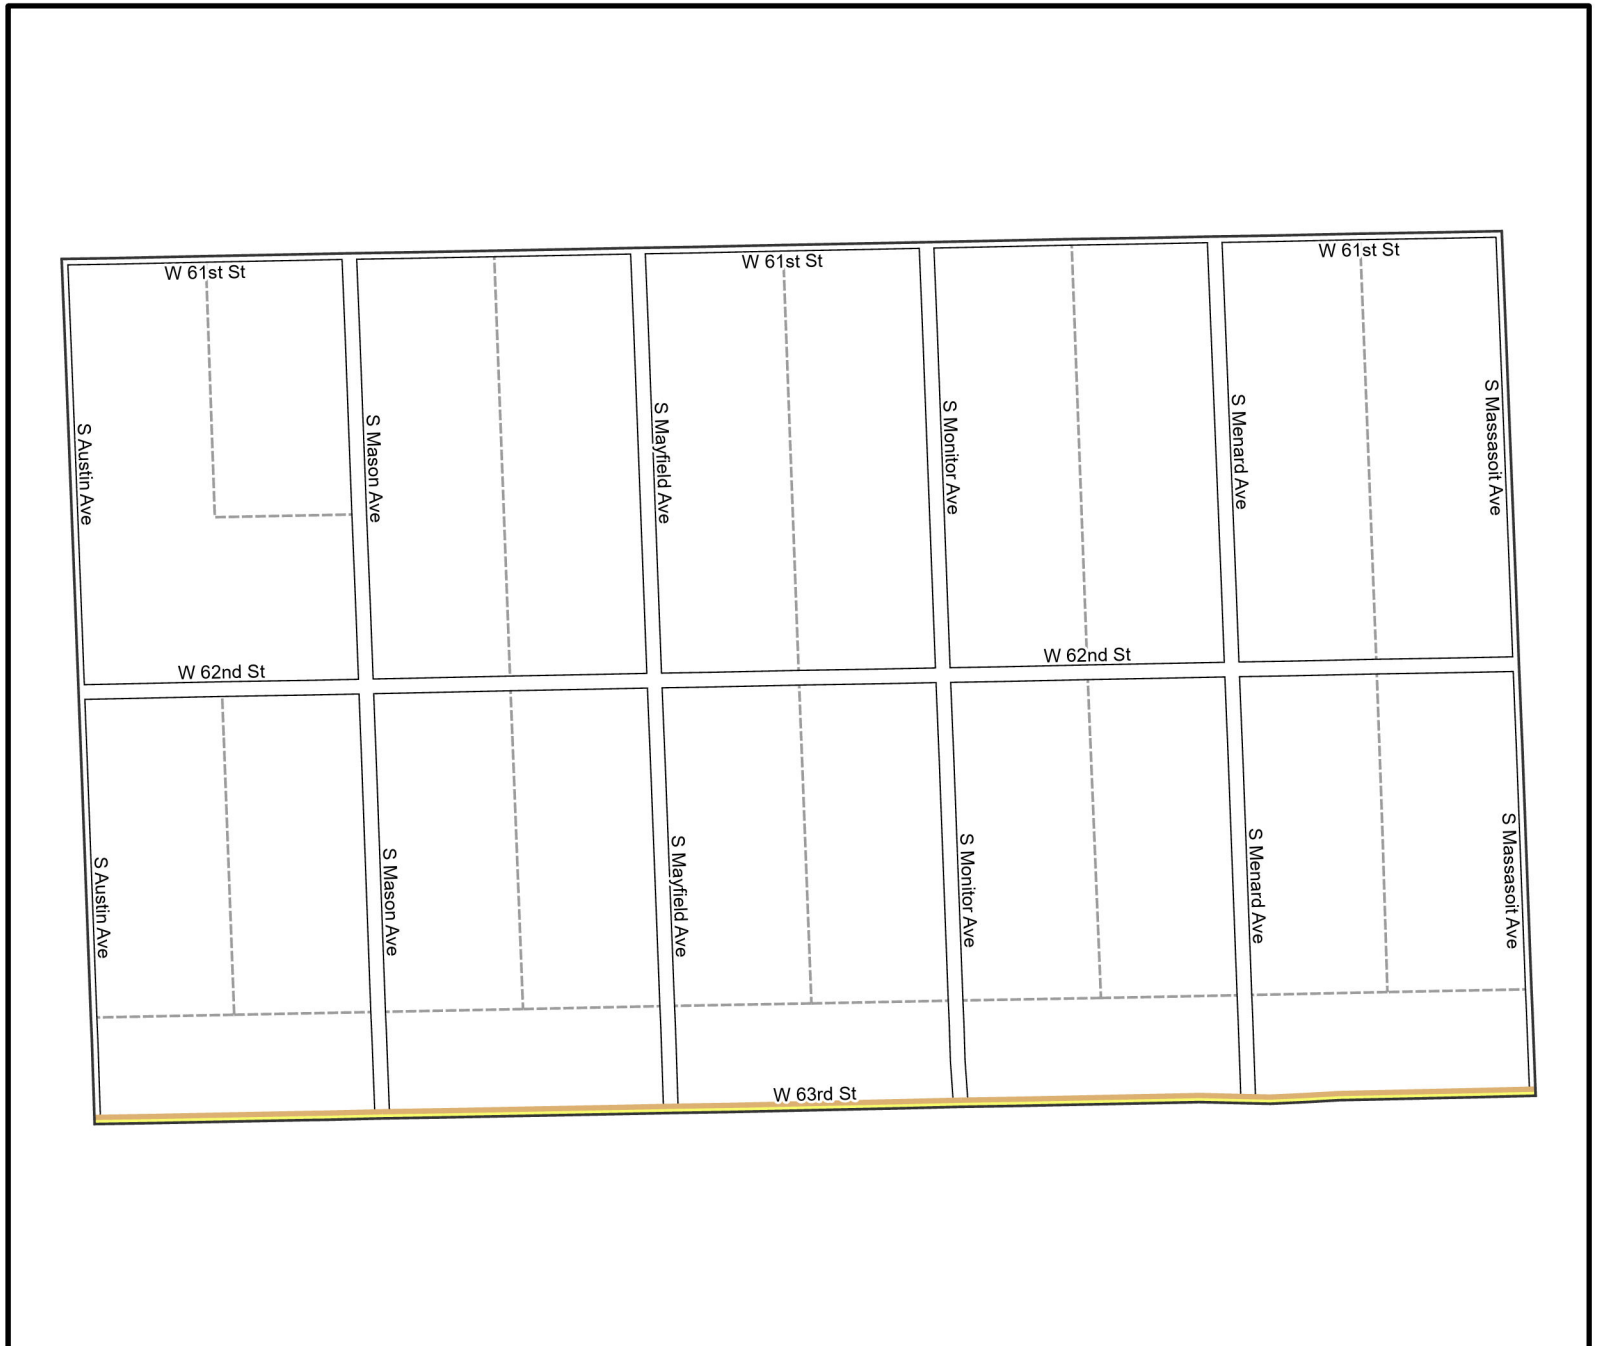 W 61st St
W 61st St
W 61st St
S Austin Ave
S Mason Ave
S Mayfield Ave
S Monitor Ave
S Menard Ave
S Massasoit Ave
W 62nd St
W 62nd St
S Austin Ave
S Mason Ave
S Mayfield Ave
S Monitor Ave
S Menard Ave
S Massasoit Ave
W 63rd St